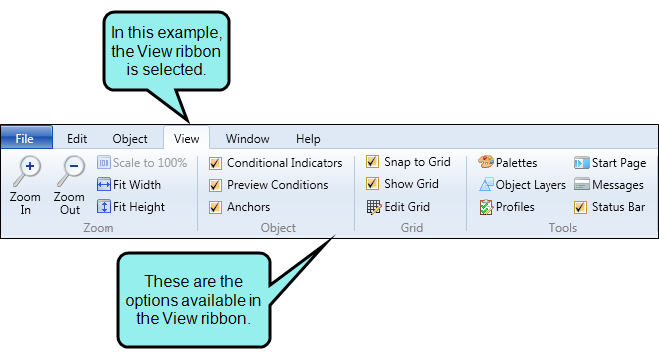 In this example,
the View ribbon
is selected.
File Edit Object View Window Help
Zoom In
Zoom Out
Scale to 100%
Fit Width
Fit Height
Zoom
Conditional Indicators
Preview Conditions
Anchors
Object
Snap to Grid
Show Grid
Edit Grid
Grid
Palettes
Object Layers
Profiles
Start Page
Messages
Status Bar
Tools
These are the
options available in
the View ribbon.